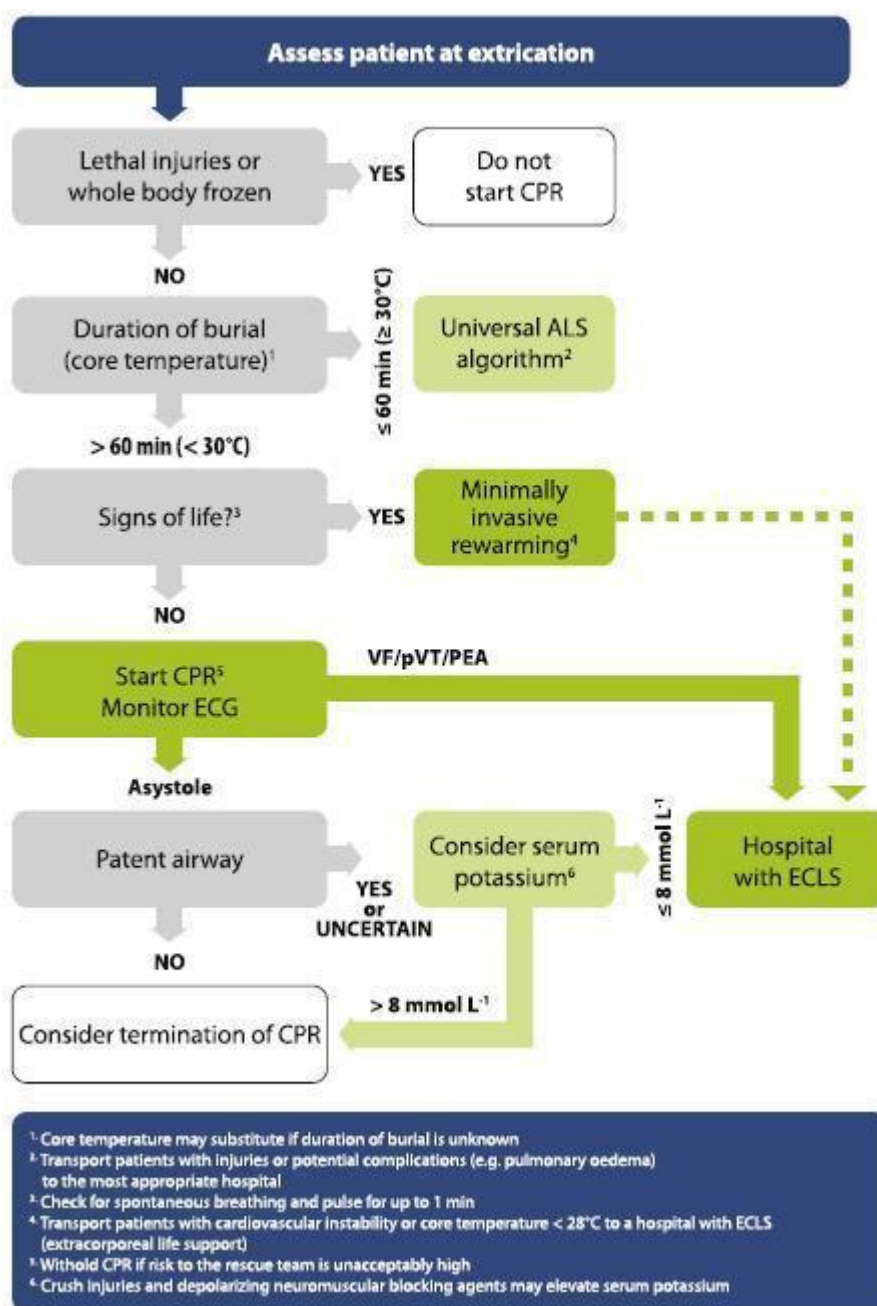 Assess patient at extrication
Lethal injuries or
whole body frozen
YES
Do not
start CPR
NO
Duration of burial
(core temperature)¹
≤ 60 min (≥ 30°C)
Universal ALS
algorithm²
> 60 min (< 30°C)
Signs of life?³
YES
Minimally
invasive
rewarming⁴
NO
Start CPR⁵
Monitor ECG
VF/pVT/PEA
Asystole
Patent airway
YES
or
UNCERTAIN
Consider serum
potassium⁶
≤ 8 mmol L⁻¹
Hospital
with ECLS
NO
> 8 mmol L⁻¹
Consider termination of CPR
¹· Core temperature may substitute if duration of burial is unknown
²· Transport patients with injuries or potential complications (e.g. pulmonary oedema)
to the most appropriate hospital
³· Check for spontaneous breathing and pulse for up to 1 min
⁴· Transport patients with cardiovascular instability or core temperature < 28°C to a hospital with ECLS
(extracorporeal life support)
⁵· Withold CPR if risk to the rescue team is unacceptably high
⁶· Crush injuries and depolarizing neuromuscular blocking agents may elevate serum potassium